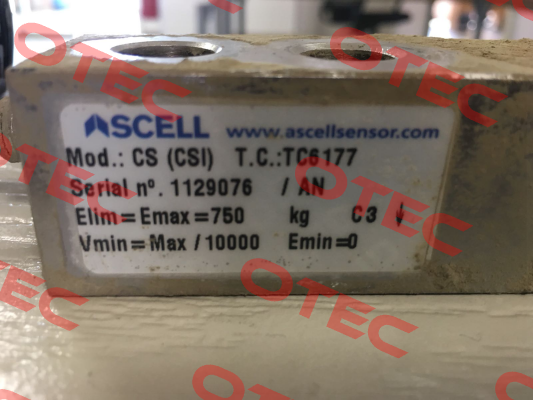 ASCELL www.ascellsensor.com
Mod.: CS (CSI) T.C.:TC6177
Serial nº. 1129076 / AN
Elim=Emax=750 kg C3 ↓
Vmin=Max/10000 Emin=0
OTEC
OTEC
OTEC
OTEC
OTEC
OTEC
OTEC
OTEC